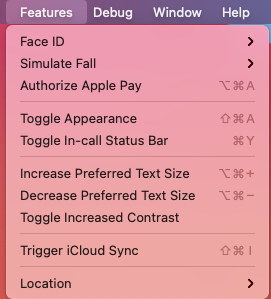 Features Debug Window Help
Face ID >
Simulate Fall >
Authorize Apple Pay ⌥⌘A
Toggle Appearance ⇧⌘A
Toggle In-call Status Bar ⌘Y
Increase Preferred Text Size ⌥⌘+
Decrease Preferred Text Size ⌥⌘−
Toggle Increased Contrast
Trigger iCloud Sync ⇧⌘I
Location >